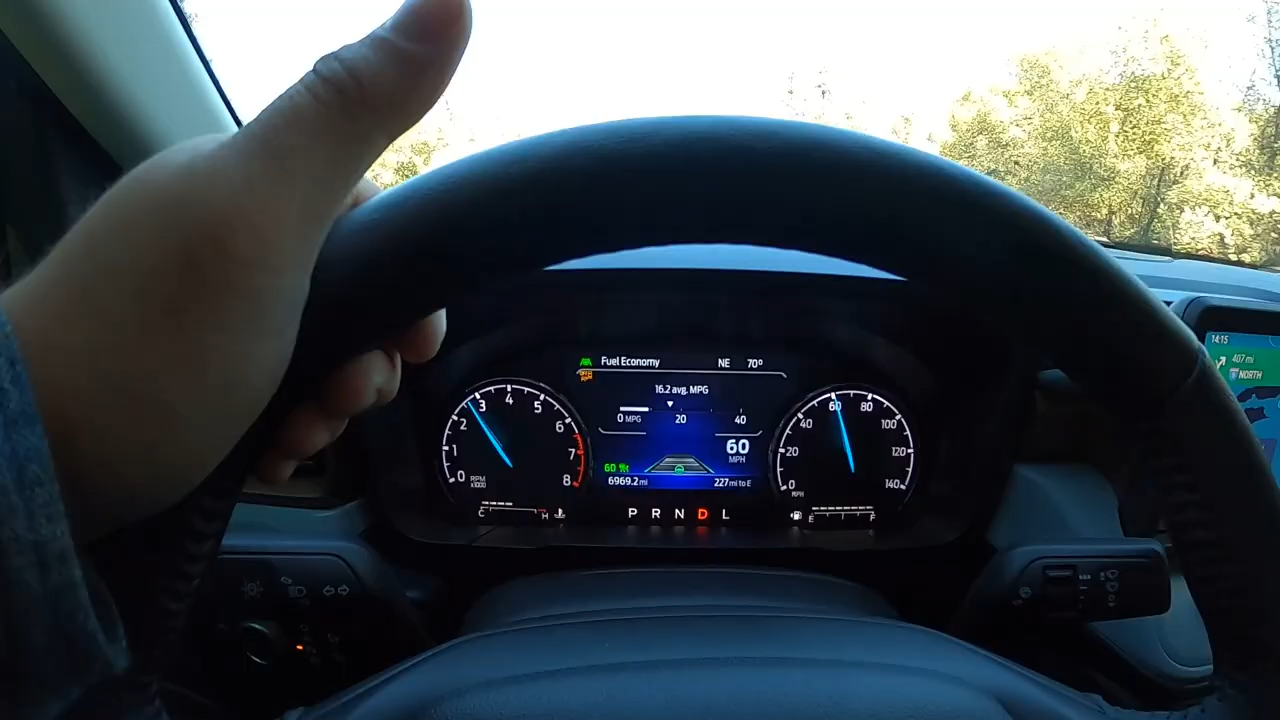 Fuel Economy NE 70°
16.2 avg. MPG
0 MPG 20 40
60 MPH
60
6969.2 mi 227 mi to E
P R N D L
0 1 2 3 4 5 6 7 8
RPM x1000
C H
0 20 40 60 80 100 120 140
MPH
E F
14:15
407 mi
NORTH